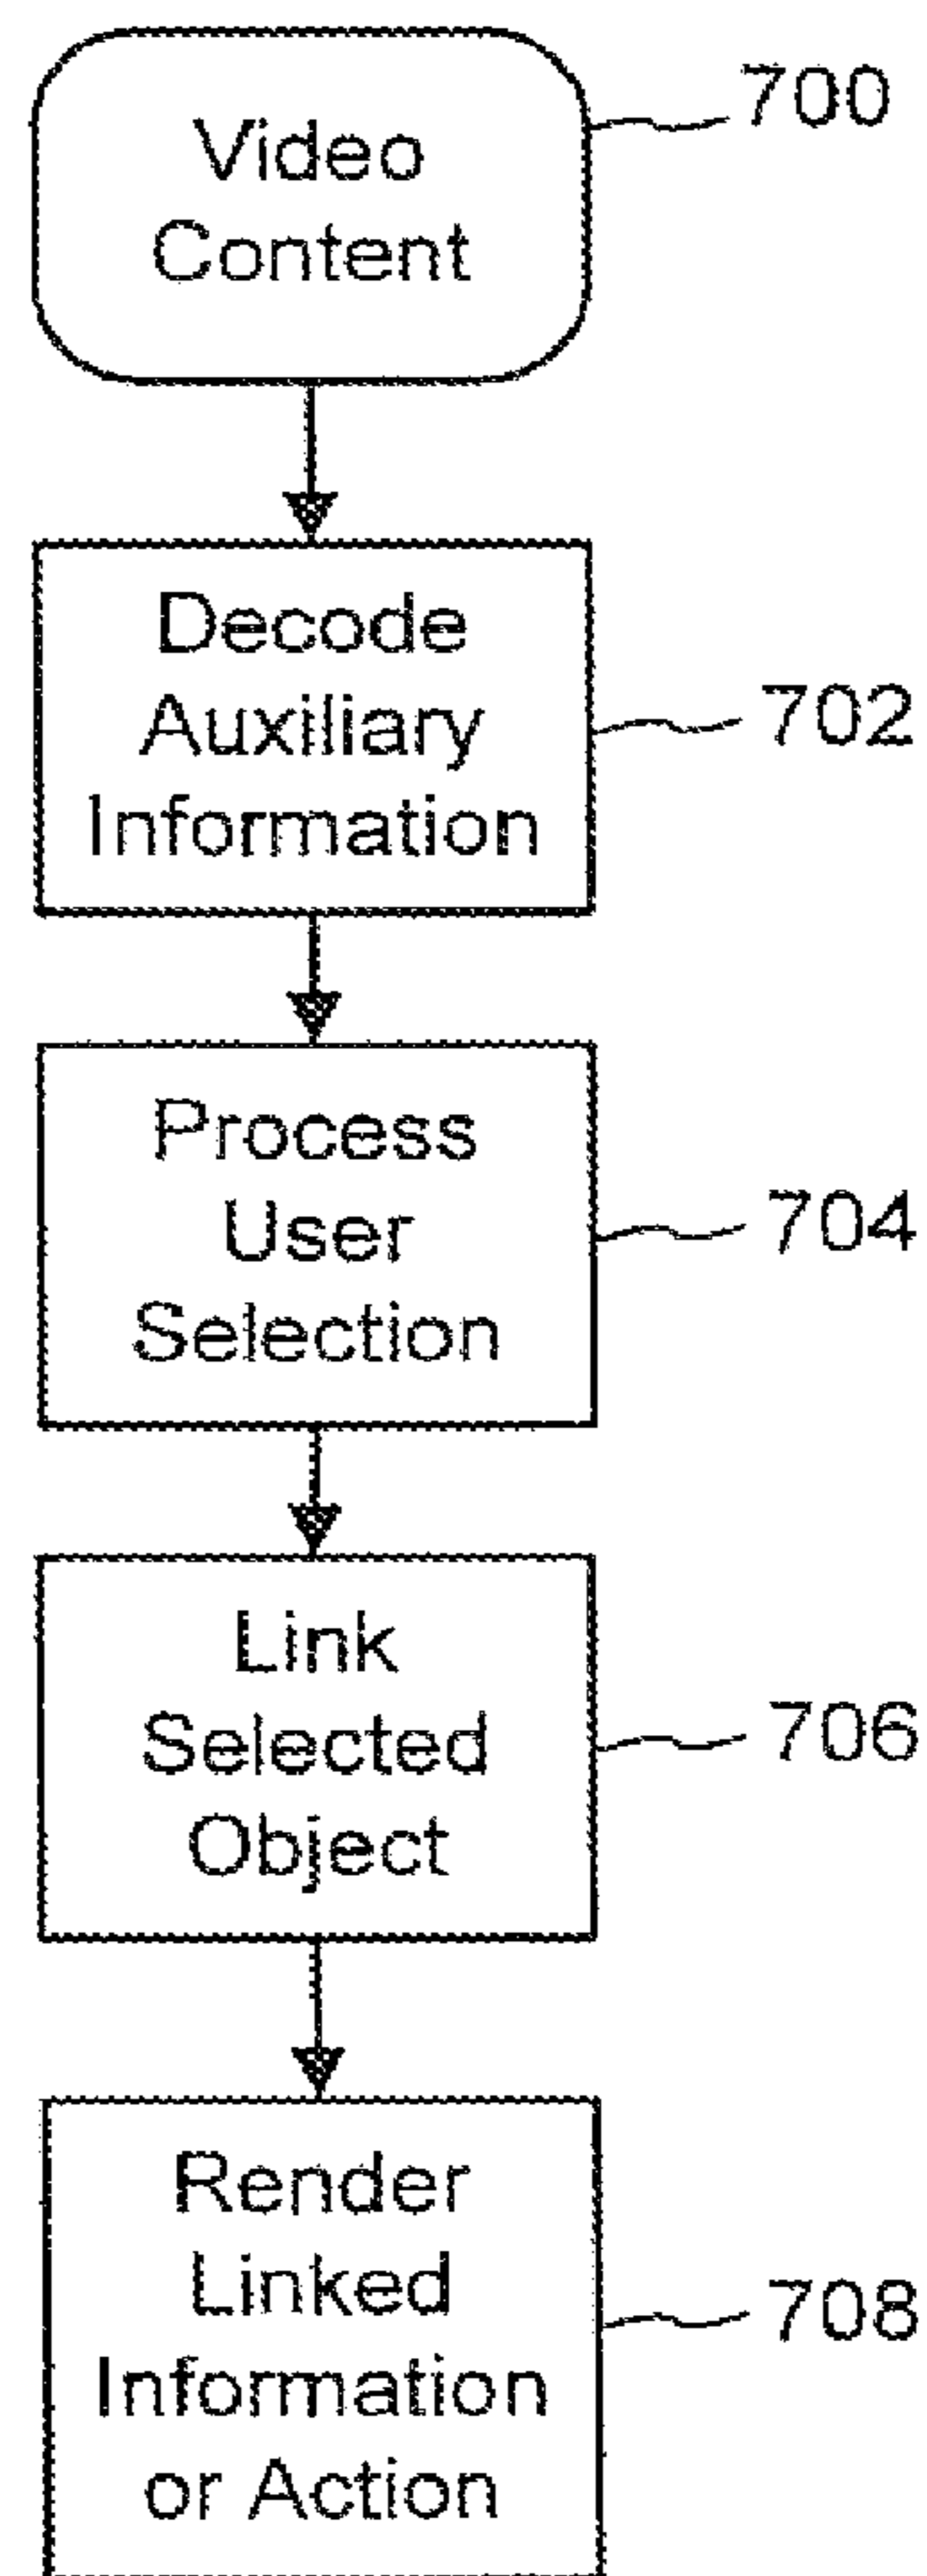 Video
Content
700
Decode
Auxiliary
Information
702
Process
User
Selection
704
Link
Selected
Object
706
Render
Linked
Information
or Action
708